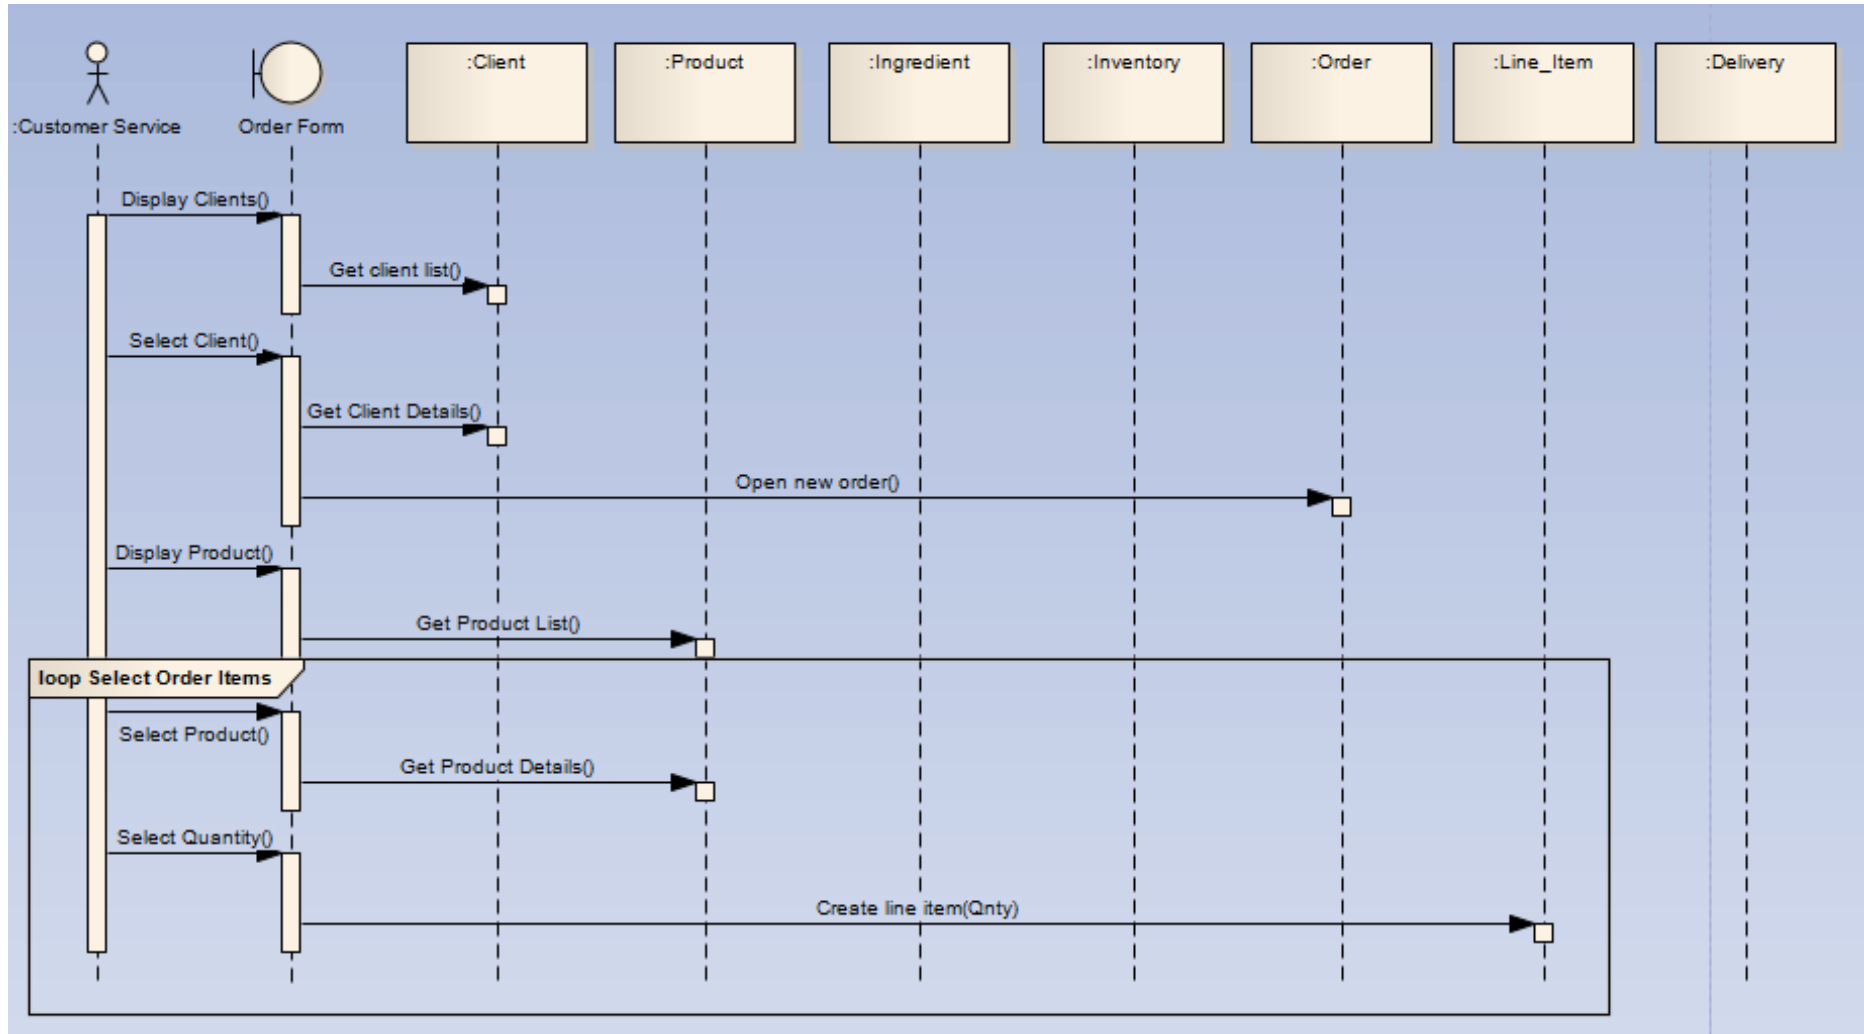 :Customer Service
Order Form
:Client
:Product
:Ingredient
:Inventory
:Order
:Line_Item
:Delivery
Display Clients()
Get client list()
Select Client()
Get Client Details()
Open new order()
Display Product()
Get Product List()
loop Select Order Items
Select Product()
Get Product Details()
Select Quantity()
Create line item(Qnty)